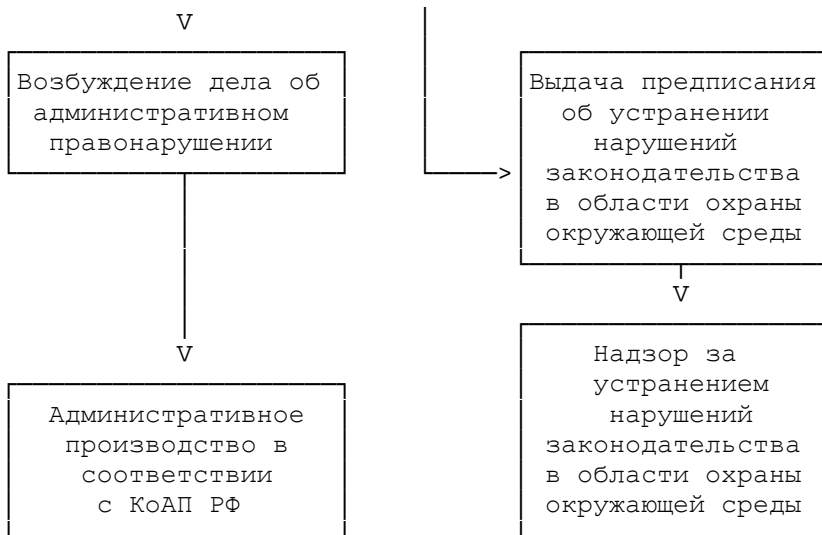 V
Возбуждение дела об
административном
правонарушении
Выдача предписания
об устранении
нарушений
законодательства
в области охраны
окружающей среды
>
V
V
Административное
производство в
соответствии
с КоАП РФ
Надзор за
устранением
нарушений
законодательства
в области охраны
окружающей среды